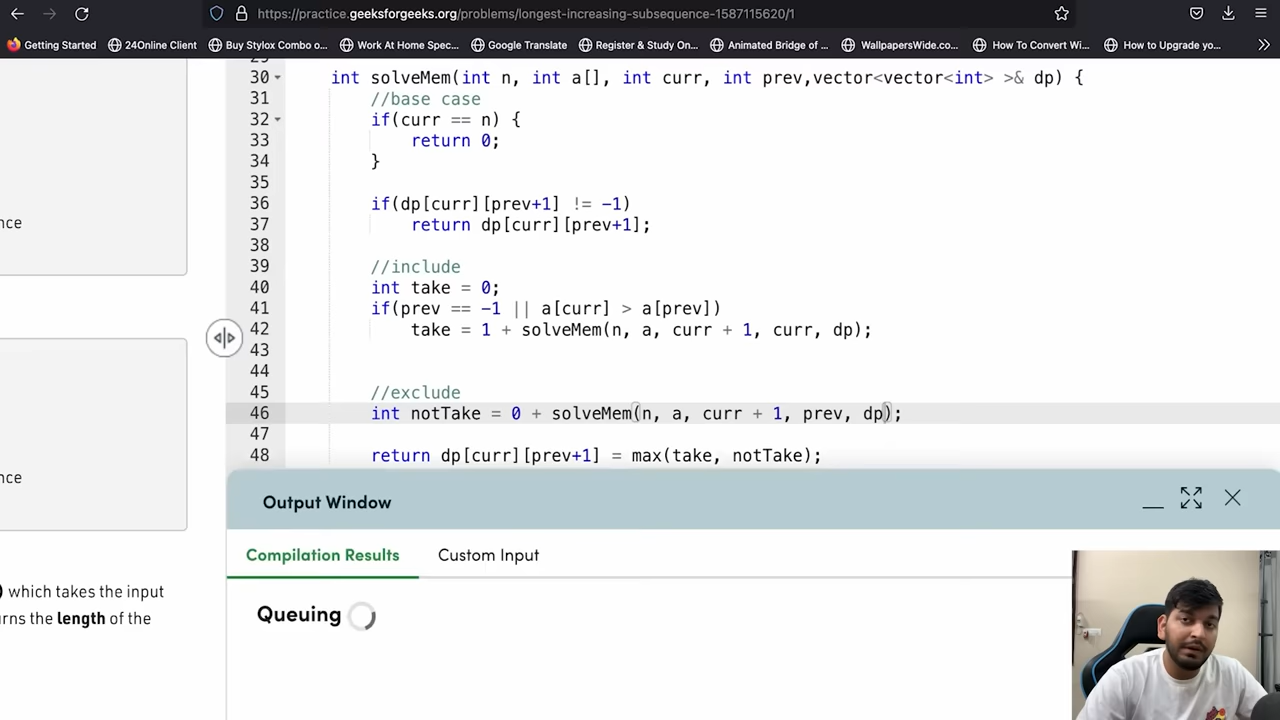 https://practice.geeksforgeeks.org/problems/longest-increasing-subsequence-1587115620/1
Getting Started 24Online Client Buy Stylox Combo o... Work At Home Spec... Google Translate Register & Study On... Animated Bridge of ... WallpapersWide.co... How To Convert Wi... How to Upgrade yo...
29
30 int solveMem(int n, int a[], int curr, int prev,vector<vector<int> >& dp) {
31 //base case
32 if(curr == n) {
33 return 0;
34 }
35
36 if(dp[curr][prev+1] != -1)
37 return dp[curr][prev+1];
38
39 //include
40 int take = 0;
41 if(prev == -1 || a[curr] > a[prev])
42 take = 1 + solveMem(n, a, curr + 1, curr, dp);
43
44
45 //exclude
46 int notTake = 0 + solveMem(n, a, curr + 1, prev, dp);
47
48 return dp[curr][prev+1] = max(take, notTake);
nce
nce
) which takes the input
urns the length of the
Output Window
Compilation Results Custom Input
Queuing